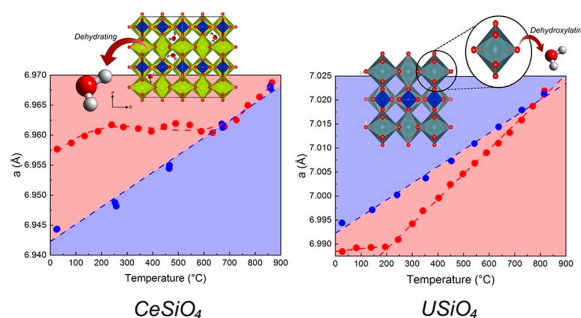 Dehydrating
Dehydroxylatin
6.970
6.965
6.960
6.955
6.950
6.945
6.940
a (Å)
0 100 200 300 400 500 600 700 800 900
Temperature (°C)
CeSiO₄
7.025
7.020
7.015
7.010
7.005
7.000
6.995
6.990
a (Å)
0 100 200 300 400 500 600 700 800 900
Temperature (°C)
USiO₄